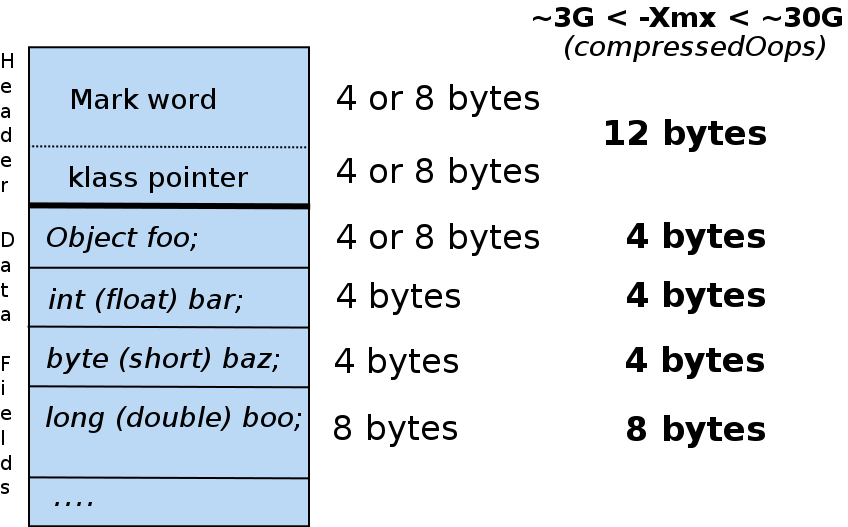 ~3G < -Xmx < ~30G
(compressedOops)
Header
Mark word 4 or 8 bytes
12 bytes
klass pointer 4 or 8 bytes
Data Fields
Object foo; 4 or 8 bytes 4 bytes
int (float) bar; 4 bytes 4 bytes
byte (short) baz; 4 bytes 4 bytes
long (double) boo; 8 bytes 8 bytes
....